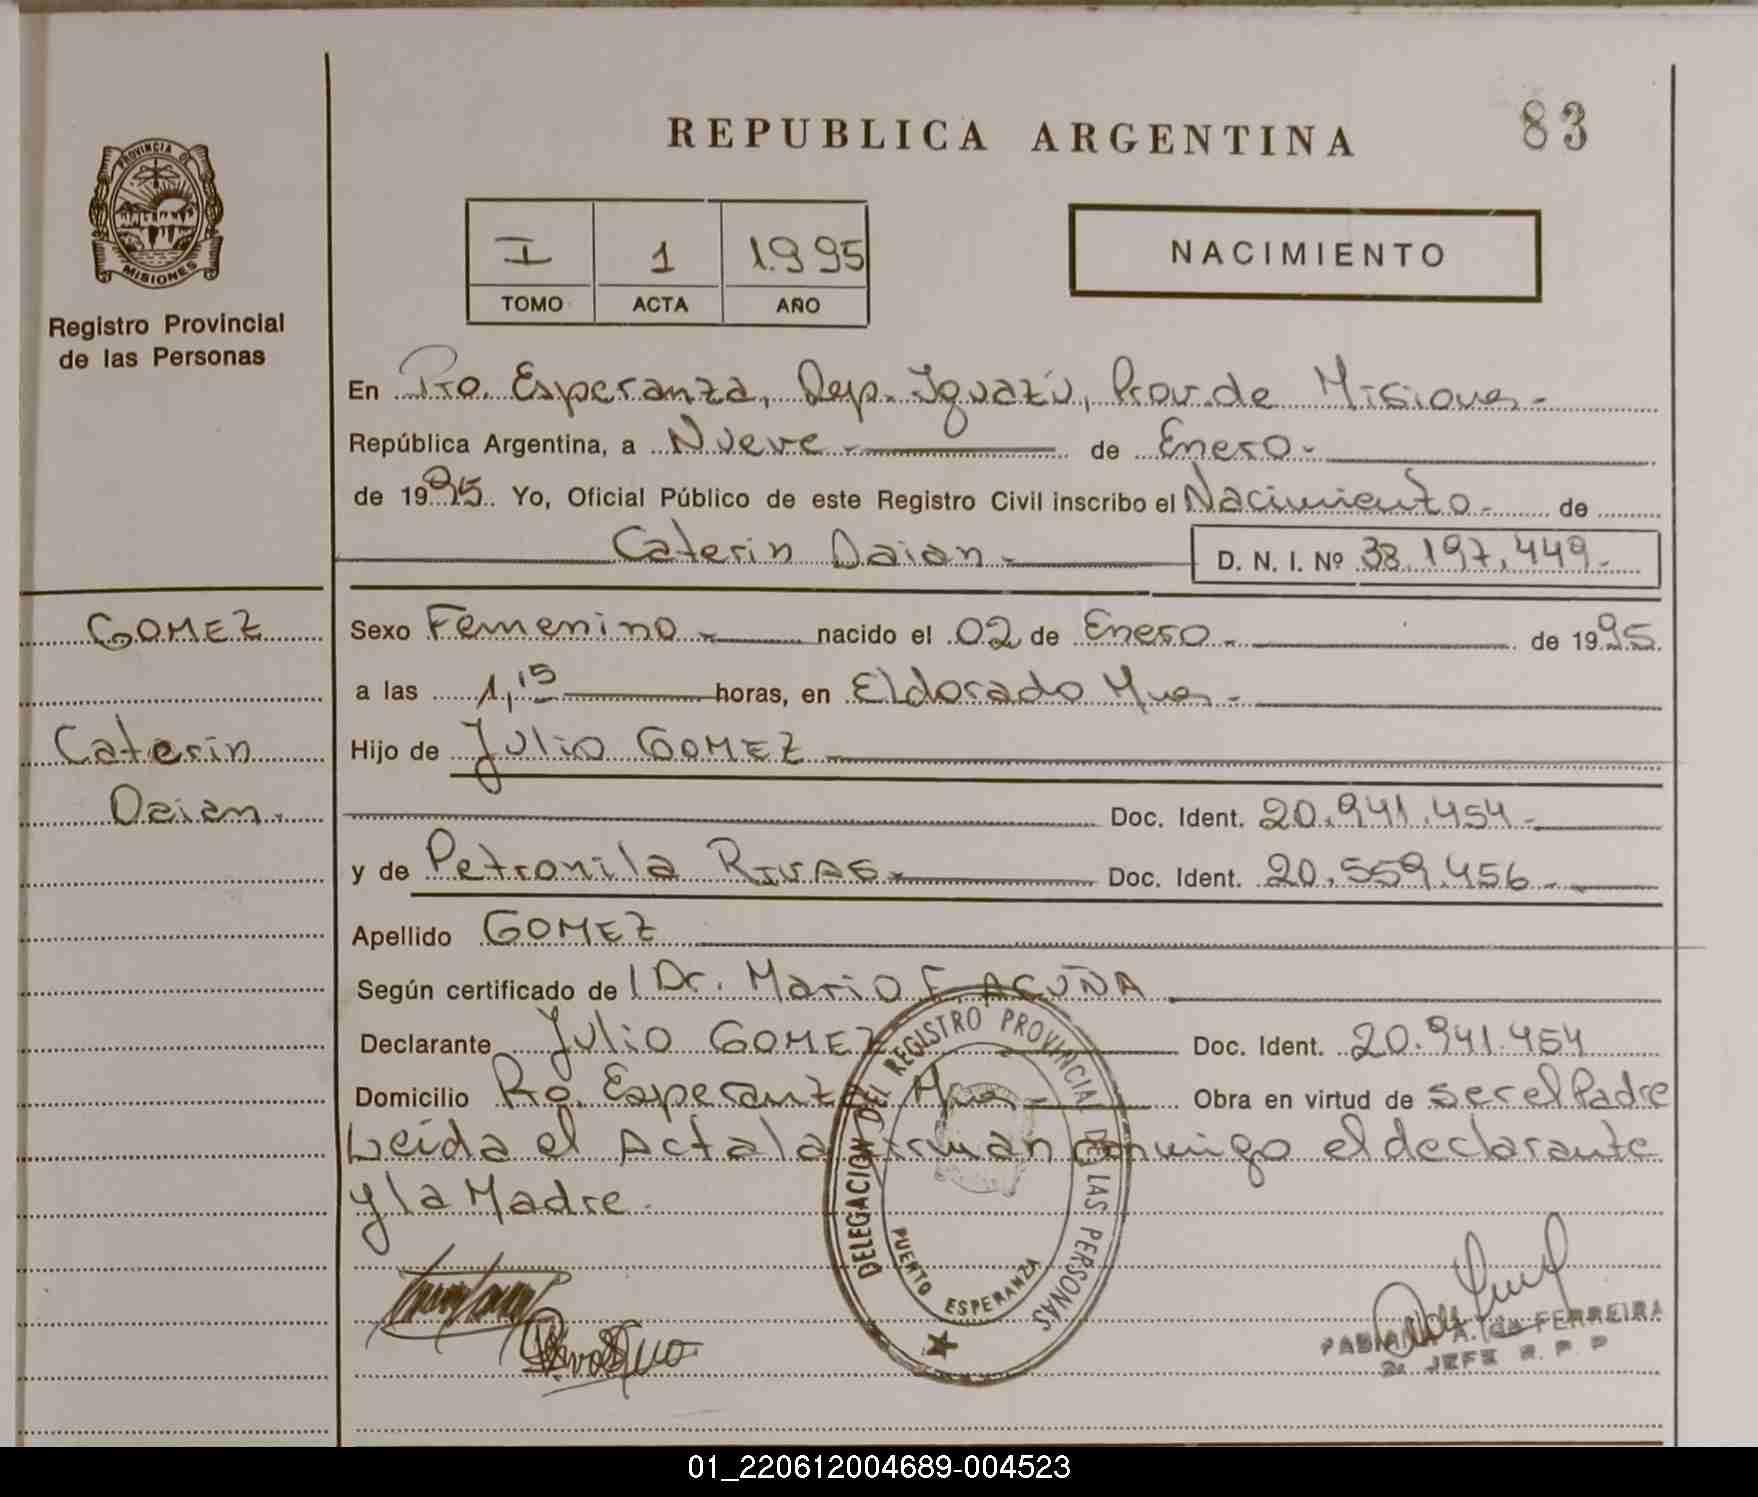 83
REPUBLICA ARGENTINA
PROVINCIA DE
MISIONES
Registro Provincial
de las Personas
I 1 1.995
TOMO ACTA AÑO
NACIMIENTO
En Pto. Esperanza, Dep. Iguazú, Prov. de Misiones.-
República Argentina, a Nueve.- de Enero.-
de 1995. Yo, Oficial Público de este Registro Civil inscribo el Nacimiento.- de
Caterin Daian.- D. N. I. Nº 38.197.449.-
GOMEZ
Caterin
Daian.-
Sexo Femenino.- nacido el 02 de Enero.- de 1995.
a las 1,15 horas, en Eldorado Mnes.-
Hijo de Julio GOMEZ
Doc. Ident. 20.941.454.-
y de Petronila RIVAS.- Doc. Ident. 20.559.456.-
Apellido GOMEZ
Según certificado de l Dr. Mario F. ACUÑA
Declarante Julio GOMEZ Doc. Ident. 20.941.454
Domicilio Pto. Esperanza Mnes.- Obra en virtud de ser el Padre
Leída el Acta la firman conmigo el declarante
y la Madre.-
DELEGACION DEL REGISTRO PROVINCIAL DE LAS PERSONAS
PUERTO ESPERANZA
FABIANA A. FERREIRA
2o JEFE R. P. P
01_220612004689-004523